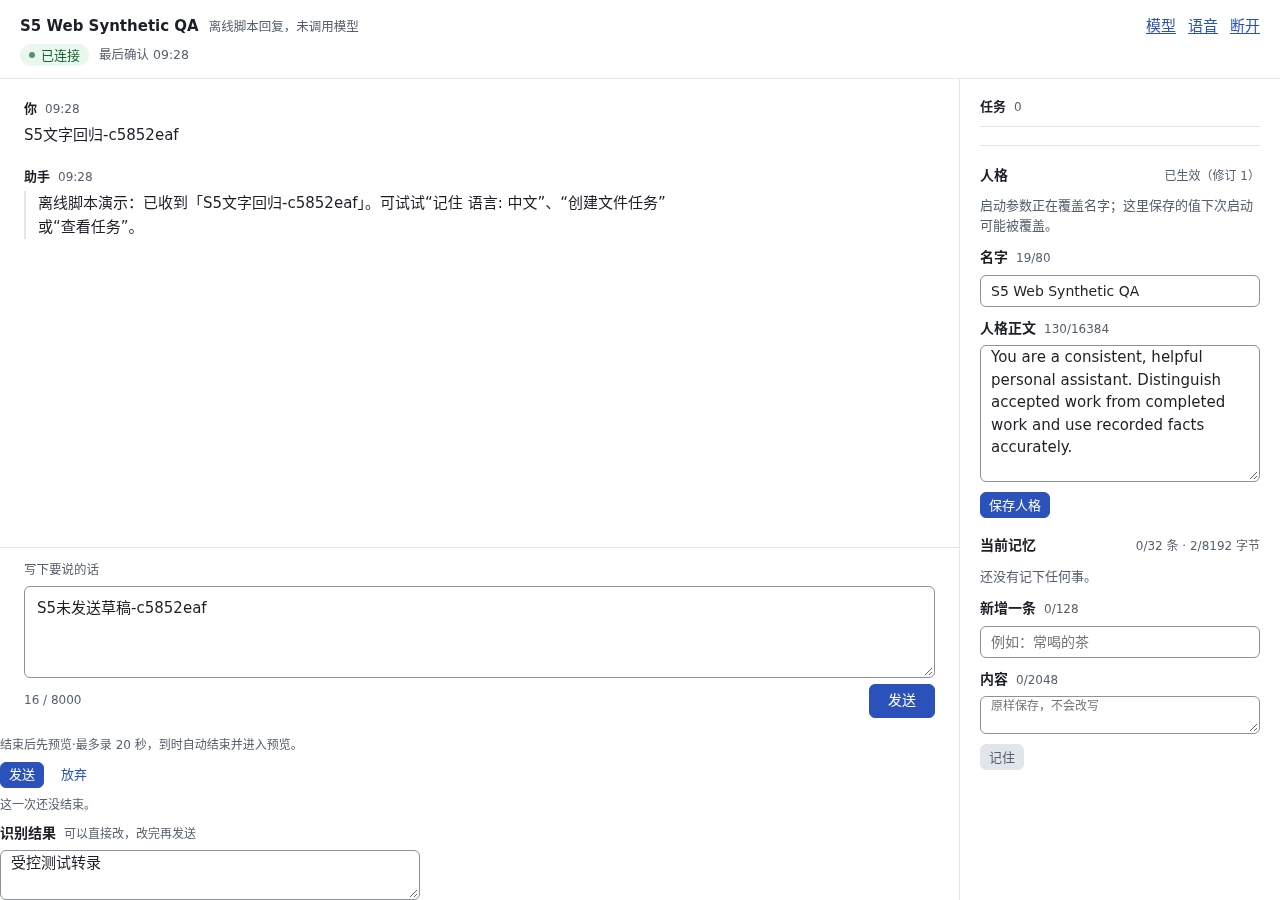 S5 Web Synthetic QA 离线脚本回复，未调用模型
模型 语音 断开
已连接 最后确认 09:28
你 09:28
S5文字回归-c5852eaf
助手 09:28
离线脚本演示：已收到「S5文字回归-c5852eaf」。可试试“记住 语言: 中文”、“创建文件任务”
或“查看任务”。
写下要说的话
S5未发送草稿-c5852eaf
16 / 8000
发送
结束后先预览·最多录 20 秒，到时自动结束并进入预览。
发送 放弃
这一次还没结束。
识别结果 可以直接改，改完再发送
受控测试转录
任务 0
人格 已生效（修订 1）
启动参数正在覆盖名字；这里保存的值下次启动
可能被覆盖。
名字 19/80
S5 Web Synthetic QA
人格正文 130/16384
You are a consistent, helpful
personal assistant. Distinguish
accepted work from completed
work and use recorded facts
accurately.
保存人格
当前记忆 0/32 条 · 2/8192 字节
还没有记下任何事。
新增一条 0/128
例如：常喝的茶
内容 0/2048
原样保存，不会改写
记住